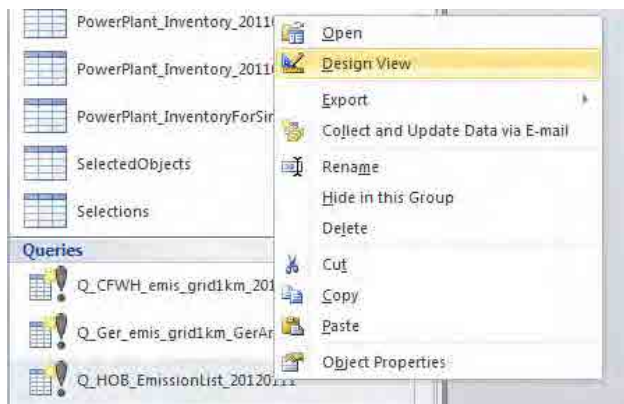 PowerPlant_Inventory_2011
PowerPlant_Inventory_2011
PowerPlant_InventoryForSi
SelectedObjects
Selections
Queries
Q_CFWH_emis_grid1km_201
Q_Ger_emis_grid1km_GerAr
Q_HOB_EmissionList_20120111
Open
Design View
Export
Collect and Update Data via E-mail
Rename
Hide in this Group
Delete
Cut
Copy
Paste
Object Properties